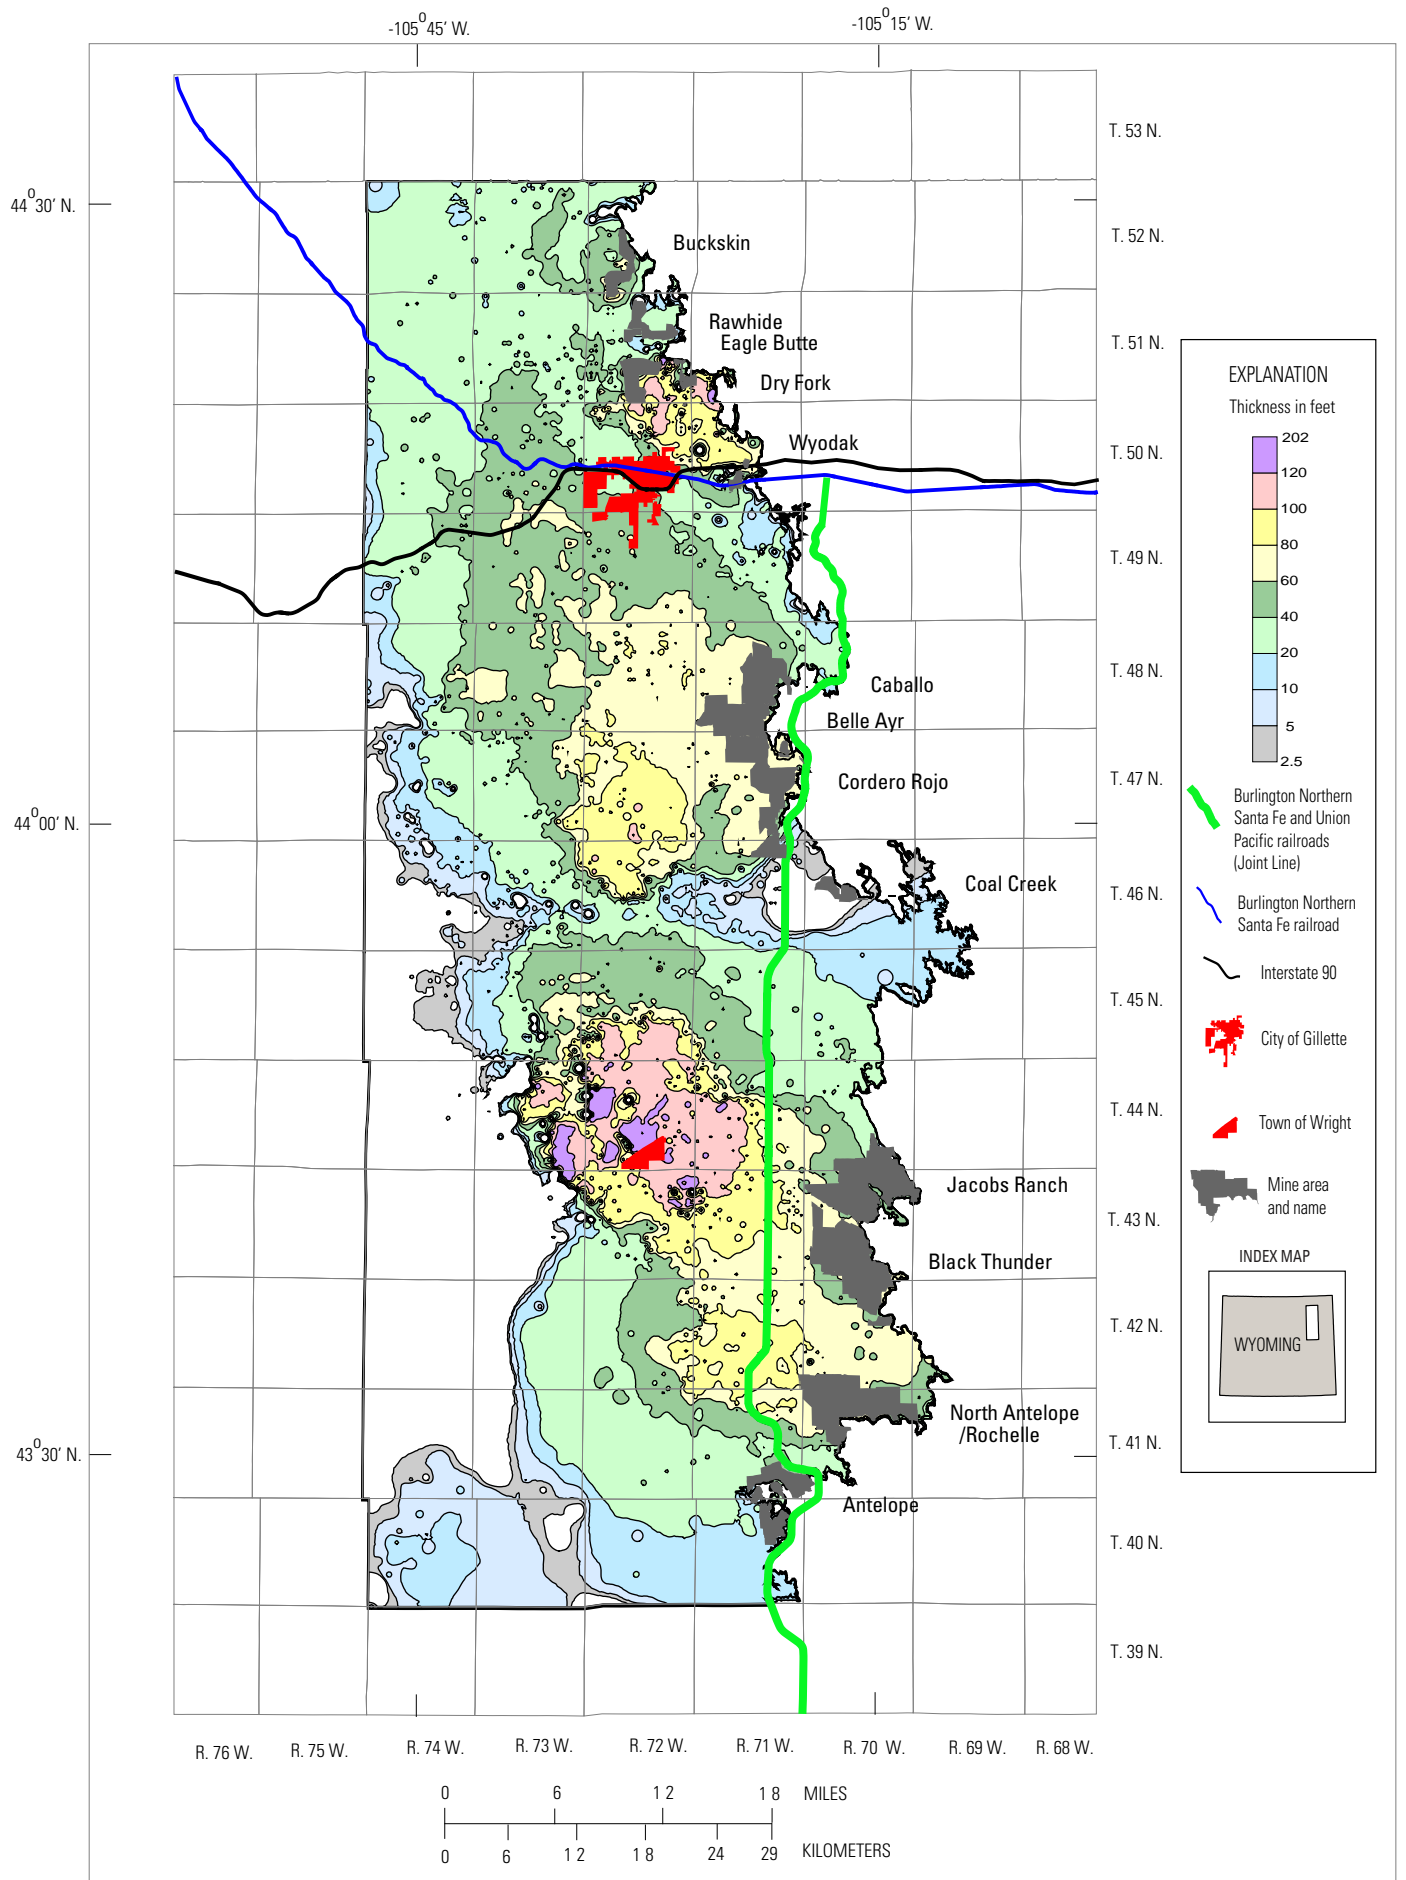 -105° 45' W.
-105° 15' W.
T. 53 N.
44° 30' N.
T. 52 N.
Buckskin
Rawhide
Eagle Butte
T. 51 N.
Dry Fork
Wyodak
T. 50 N.
T. 49 N.
T. 48 N.
Caballo
Belle Ayr
Cordero Rojo
T. 47 N.
44° 00' N.
Coal Creek
T. 46 N.
T. 45 N.
T. 44 N.
Jacobs Ranch
T. 43 N.
Black Thunder
T. 42 N.
North Antelope
/Rochelle
T. 41 N.
43° 30' N.
Antelope
T. 40 N.
T. 39 N.
R. 76 W.
R. 75 W.
R. 74 W.
R. 73 W.
R. 72 W.
R. 71 W.
R. 70 W.
R. 69 W.
R. 68 W.
0 6 12 18 MILES
0 6 12 18 24 29 KILOMETERS
EXPLANATION
Thickness in feet
202
120
100
80
60
40
20
10
5
2.5
Burlington Northern
Santa Fe and Union
Pacific railroads
(Joint Line)
Burlington Northern
Santa Fe railroad
Interstate 90
City of Gillette
Town of Wright
Mine area
and name
INDEX MAP
WYOMING